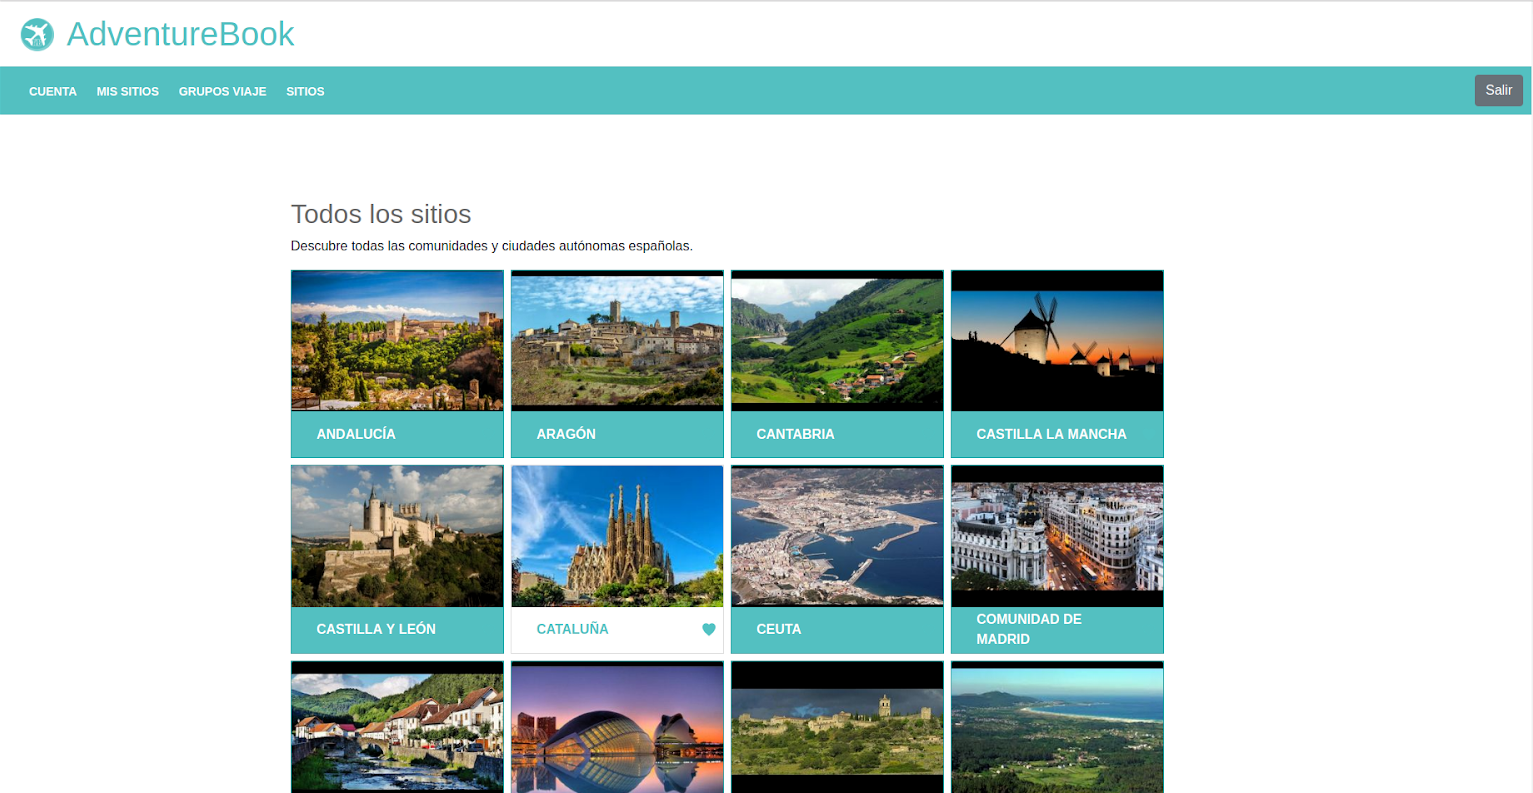 AdventureBook
CUENTA MIS SITIOS GRUPOS VIAJE SITIOS Salir
Todos los sitios
Descubre todas las comunidades y ciudades autónomas españolas.
ANDALUCÍA ARAGÓN CANTABRIA CASTILLA LA MANCHA
CASTILLA Y LEÓN CATALUÑA CEUTA COMUNIDAD DE
MADRID